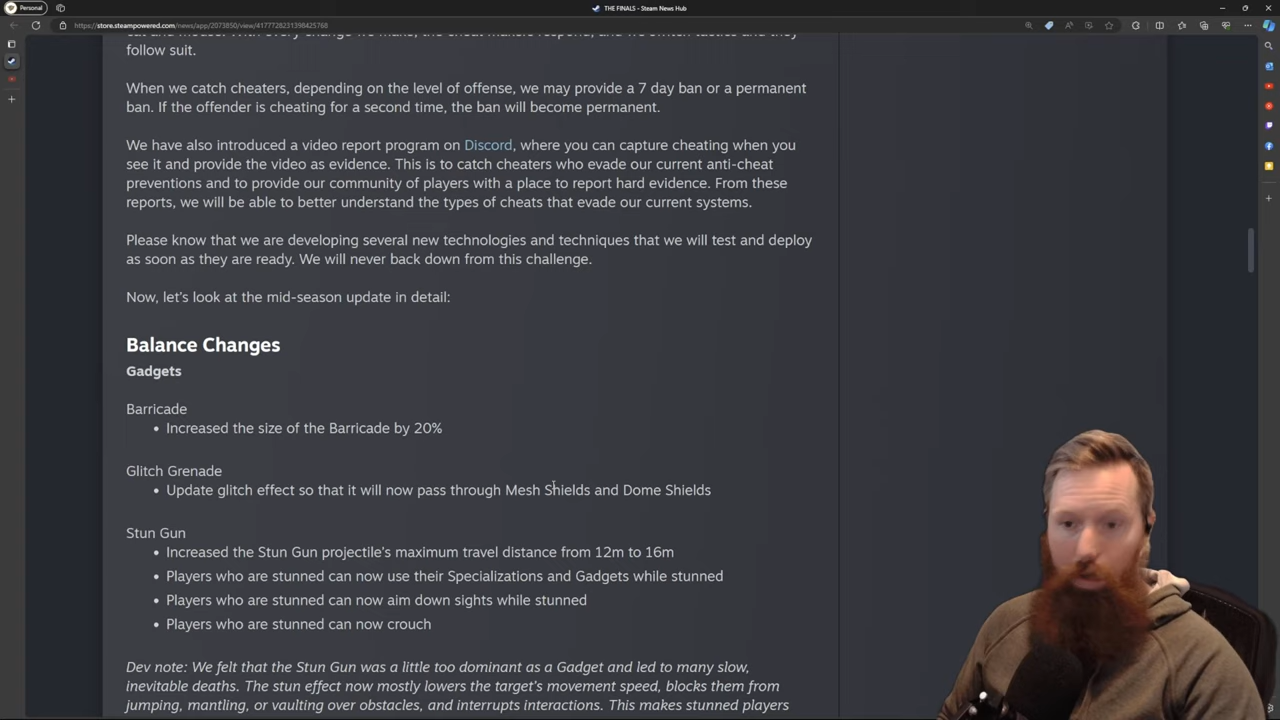 Personal
THE FINALS - Steam News Hub
https://store.steampowered.com/news/app/2073850/view/4177728231398425768
follow suit.
When we catch cheaters, depending on the level of offense, we may provide a 7 day ban or a permanent
ban. If the offender is cheating for a second time, the ban will become permanent.
We have also introduced a video report program on Discord, where you can capture cheating when you
see it and provide the video as evidence. This is to catch cheaters who evade our current anti-cheat
preventions and to provide our community of players with a place to report hard evidence. From these
reports, we will be able to better understand the types of cheats that evade our current systems.
Please know that we are developing several new technologies and techniques that we will test and deploy
as soon as they are ready. We will never back down from this challenge.
Now, let's look at the mid-season update in detail:
Balance Changes
Gadgets
Barricade
• Increased the size of the Barricade by 20%
Glitch Grenade
• Update glitch effect so that it will now pass through Mesh Shields and Dome Shields
Stun Gun
• Increased the Stun Gun projectile's maximum travel distance from 12m to 16m
• Players who are stunned can now use their Specializations and Gadgets while stunned
• Players who are stunned can now aim down sights while stunned
• Players who are stunned can now crouch
Dev note: We felt that the Stun Gun was a little too dominant as a Gadget and led to many slow,
inevitable deaths. The stun effect now mostly lowers the target's movement speed, blocks them from
jumping, mantling, or vaulting over obstacles, and interrupts interactions. This makes stunned players